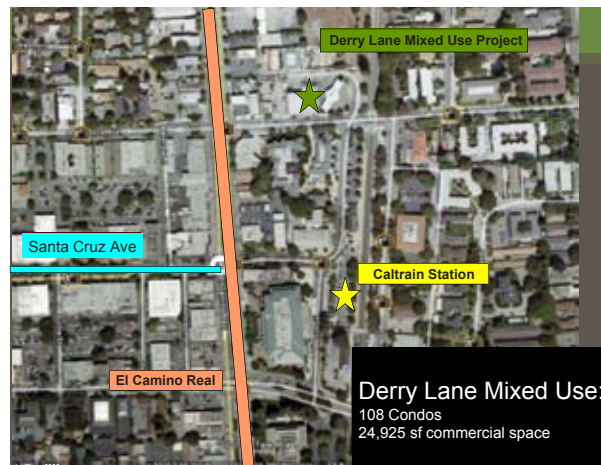 Derry Lane Mixed Use Project
Santa Cruz Ave
Caltrain Station
El Camino Real
Derry Lane Mixed Use:
108 Condos
24,925 sf commercial space